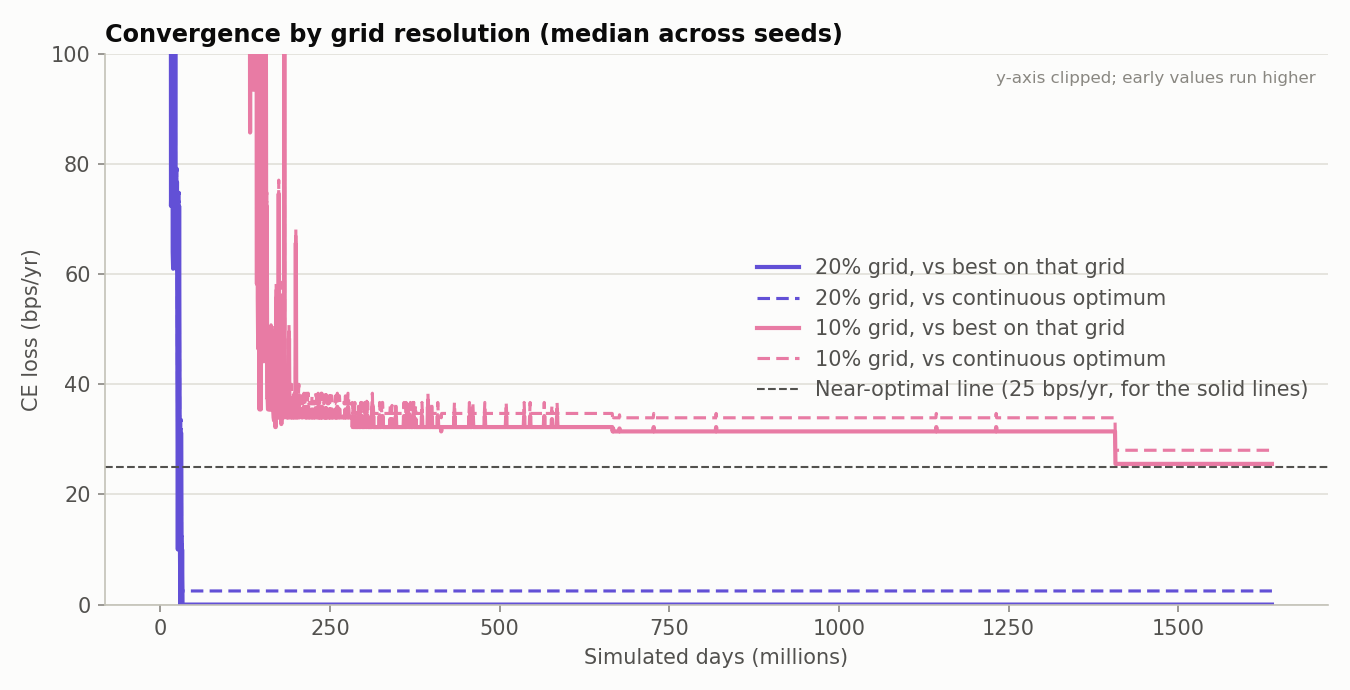 Convergence by grid resolution (median across seeds)
y-axis clipped; early values run higher
CE loss (bps/yr)
100
80
60
40
20
0
20% grid, vs best on that grid
20% grid, vs continuous optimum
10% grid, vs best on that grid
10% grid, vs continuous optimum
Near-optimal line (25 bps/yr, for the solid lines)
0 250 500 750 1000 1250 1500
Simulated days (millions)